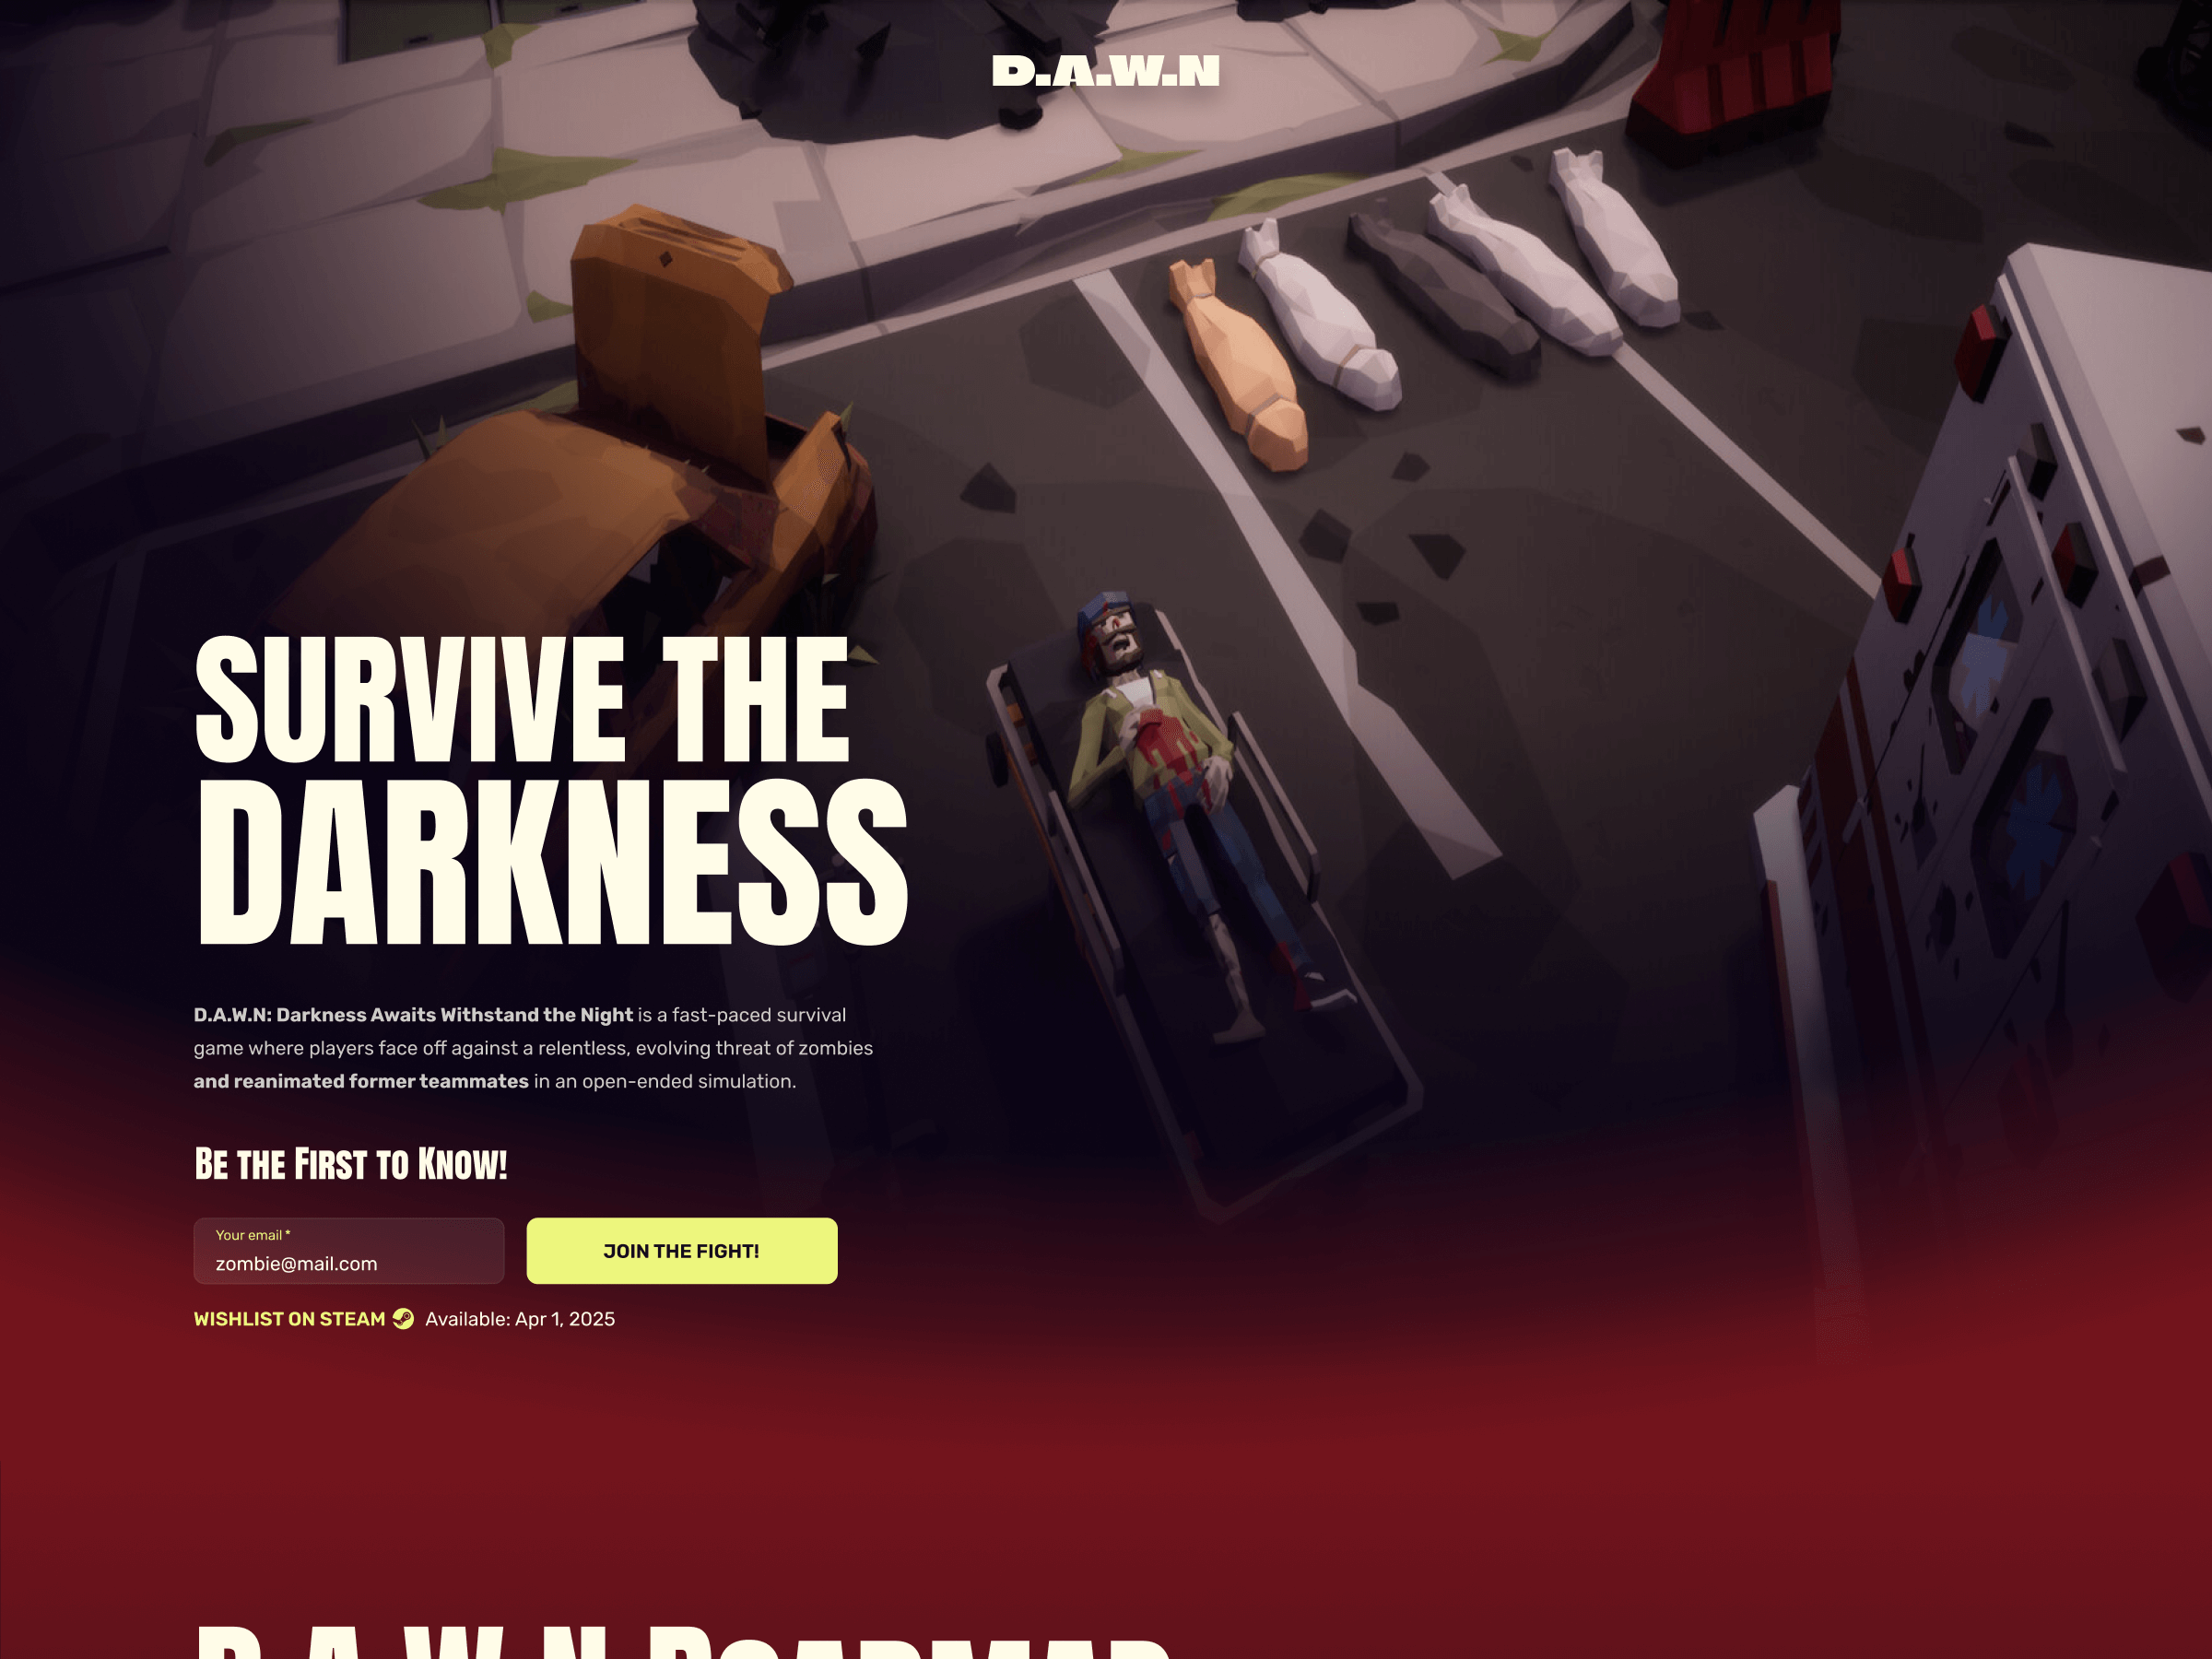 D.A.W.N
SURVIVE THE
DARKNESS
D.A.W.N: Darkness Awaits Withstand the Night is a fast-paced survival
game where players face off against a relentless, evolving threat of zombies
and reanimated former teammates in an open-ended simulation.
Be the First to Know!
Your email *
zombie@mail.com
JOIN THE FIGHT!
WISHLIST ON STEAM Available: Apr 1, 2025
D.A.W.N Roadmap